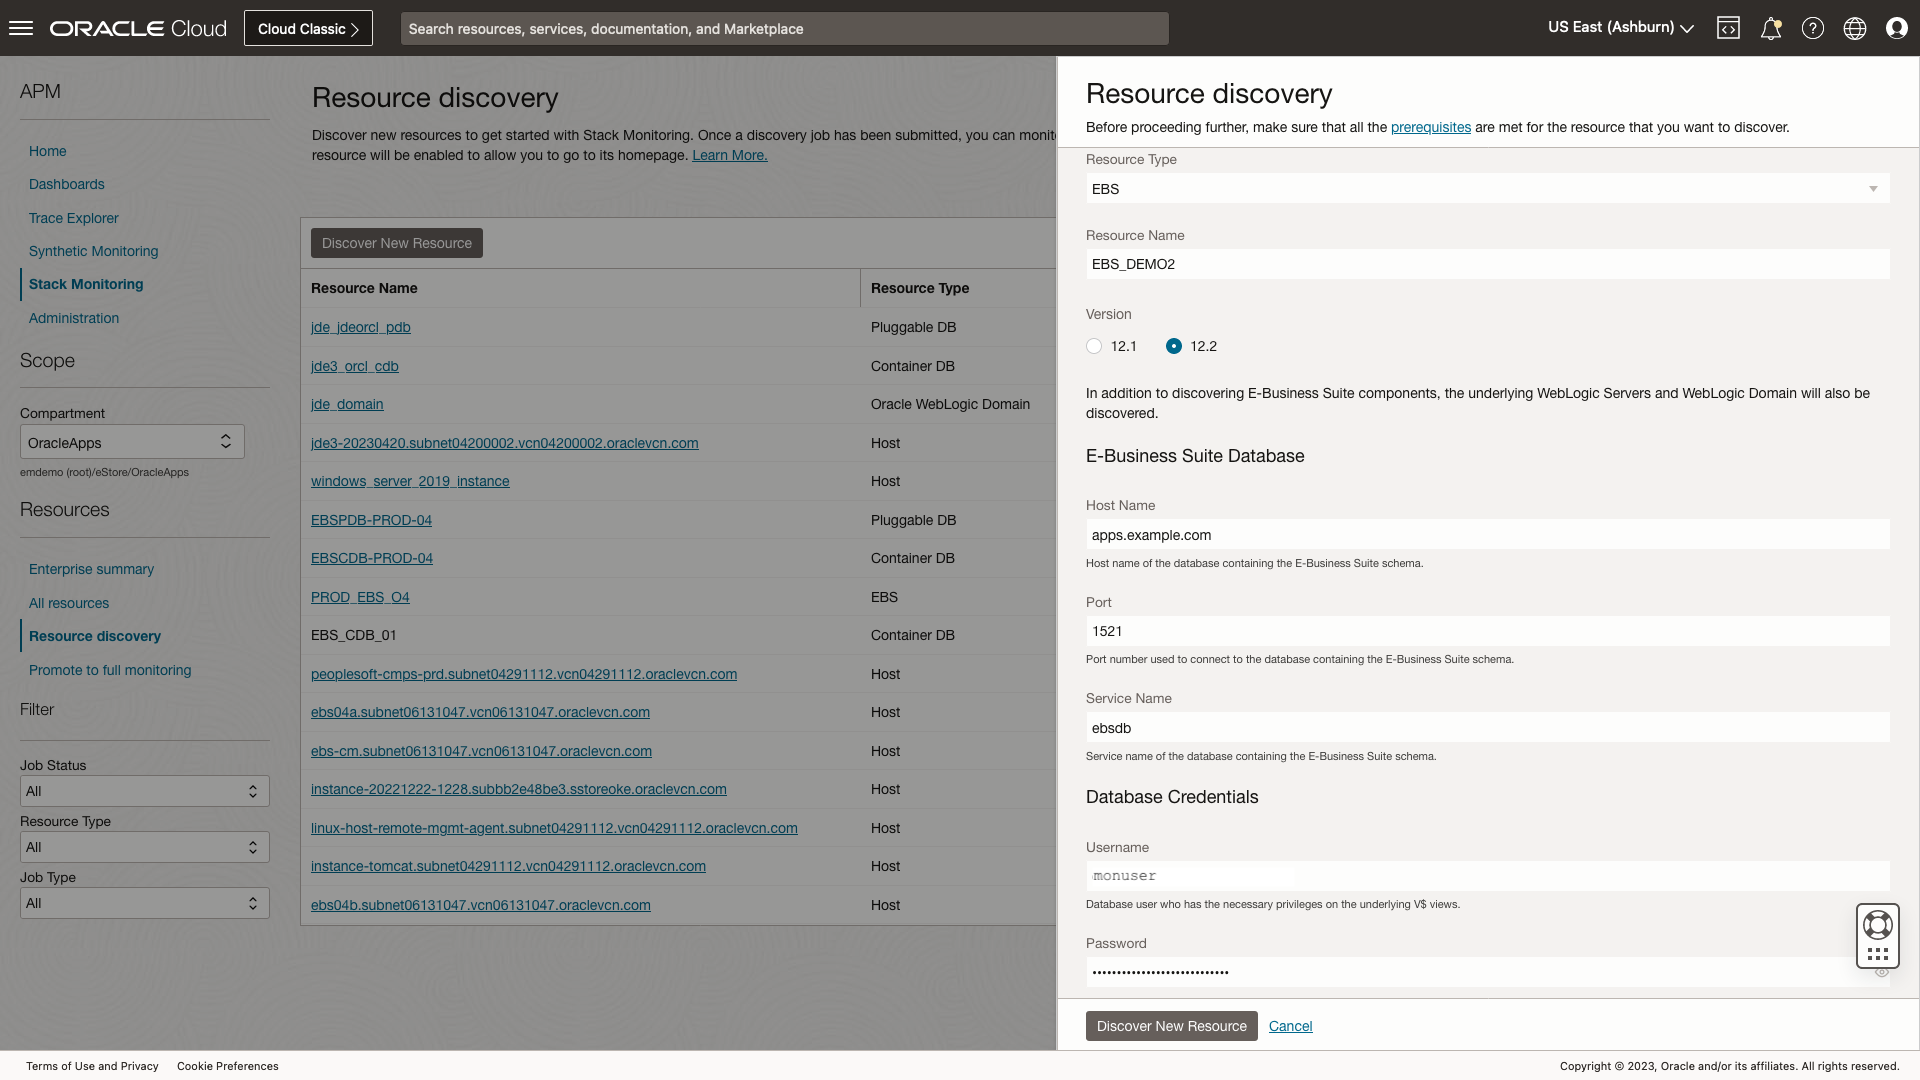 ORACLE Cloud
Cloud Classic
Search resources, services, documentation, and Marketplace
US East (Ashburn)
APM
Home
Dashboards
Trace Explorer
Synthetic Monitoring
Stack Monitoring
Administration
Scope
Compartment
OracleApps
emdemo (root)/eStore/OracleApps
Resources
Enterprise summary
All resources
Resource discovery
Promote to full monitoring
Filter
Job Status
All
Resource Type
All
Job Type
All
Resource discovery
Discover new resources to get started with Stack Monitoring. Once a discovery job has been submitted, you can monit
resource will be enabled to allow you to go to its homepage. Learn More.
Discover New Resource
Resource Name Resource Type
jde_jdeorcl_pdb Pluggable DB
jde3_orcl_cdb Container DB
jde_domain Oracle WebLogic Domain
jde3-20230420.subnet04200002.vcn04200002.oraclevcn.com Host
windows_server_2019_instance Host
EBSPDB-PROD-04 Pluggable DB
EBSCDB-PROD-04 Container DB
PROD_EBS_O4 EBS
EBS_CDB_01 Container DB
peoplesoft-cmps-prd.subnet04291112.vcn04291112.oraclevcn.com Host
ebs04a.subnet06131047.vcn06131047.oraclevcn.com Host
ebs-cm.subnet06131047.vcn06131047.oraclevcn.com Host
instance-20221222-1228.subbb2e48be3.sstoreoke.oraclevcn.com Host
linux-host-remote-mgmt-agent.subnet04291112.vcn04291112.oraclevcn.com Host
instance-tomcat.subnet04291112.vcn04291112.oraclevcn.com Host
ebs04b.subnet06131047.vcn06131047.oraclevcn.com Host
Resource discovery
Before proceeding further, make sure that all the prerequisites are met for the resource that you want to discover.
Resource Type
EBS
Resource Name
EBS_DEMO2
Version
12.1 12.2
In addition to discovering E-Business Suite components, the underlying WebLogic Servers and WebLogic Domain will also be
discovered.
E-Business Suite Database
Host Name
apps.example.com
Host name of the database containing the E-Business Suite schema.
Port
1521
Port number used to connect to the database containing the E-Business Suite schema.
Service Name
ebsdb
Service name of the database containing the E-Business Suite schema.
Database Credentials
Username
monuser
Database user who has the necessary privileges on the underlying V$ views.
Password
Discover New Resource Cancel
Terms of Use and Privacy Cookie Preferences
Copyright © 2023, Oracle and/or its affiliates. All rights reserved.